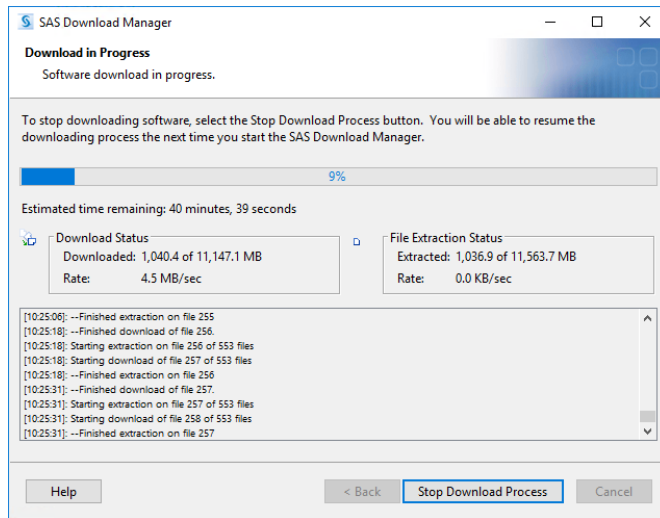 SAS Download Manager
Download in Progress
Software download in progress.
To stop downloading software, select the Stop Download Process button. You will be able to resume the
downloading process the next time you start the SAS Download Manager.
9%
Estimated time remaining: 40 minutes, 39 seconds
Download Status
Downloaded: 1,040.4 of 11,147.1 MB
Rate: 4.5 MB/sec
File Extraction Status
Extracted: 1,036.9 of 11,563.7 MB
Rate: 0.0 KB/sec
[10:25:06]: --Finished extraction on file 255
[10:25:18]: --Finished download of file 256.
[10:25:18]: Starting extraction on file 256 of 553 files
[10:25:18]: Starting download of file 257 of 553 files
[10:25:18]: --Finished extraction on file 256
[10:25:31]: --Finished download of file 257.
[10:25:31]: Starting extraction on file 257 of 553 files
[10:25:31]: Starting download of file 258 of 553 files
[10:25:31]: --Finished extraction on file 257
Help
< Back
Stop Download Process
Cancel